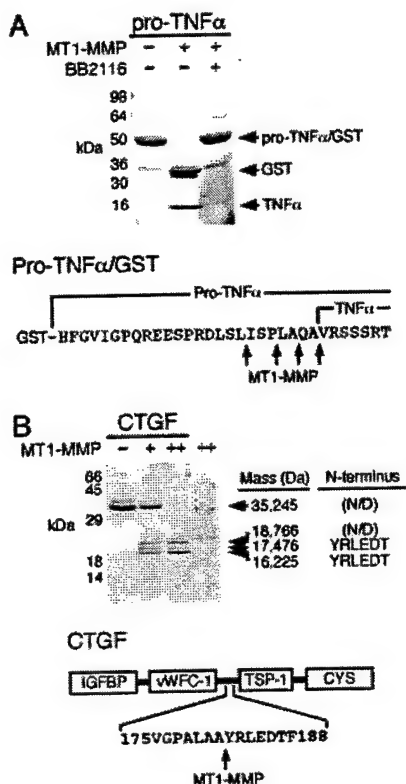 A
pro-TNFα
MT1-MMP - + +
BB2116 - - +
98
64
50
36
30
16
kDa
pro-TNFα/GST
GST
TNFα
Pro-TNFα/GST
Pro-TNFα
TNFα
GST-HFGVIGPQREESPRDLSLISPLAQAVRSSSRT
MT1-MMP
B
CTGF
MT1-MMP - + ++ ++
66
45
29
18
14
kDa
Mass (Da) N-terminus
35,245 (N/D)
18,766 (N/D)
17,476 YRLEDT
16,225 YRLEDT
CTGF
IGFBP vWFC-1 TSP-1 CYS
175VGPALAAYRLEDTF188
MT1-MMP